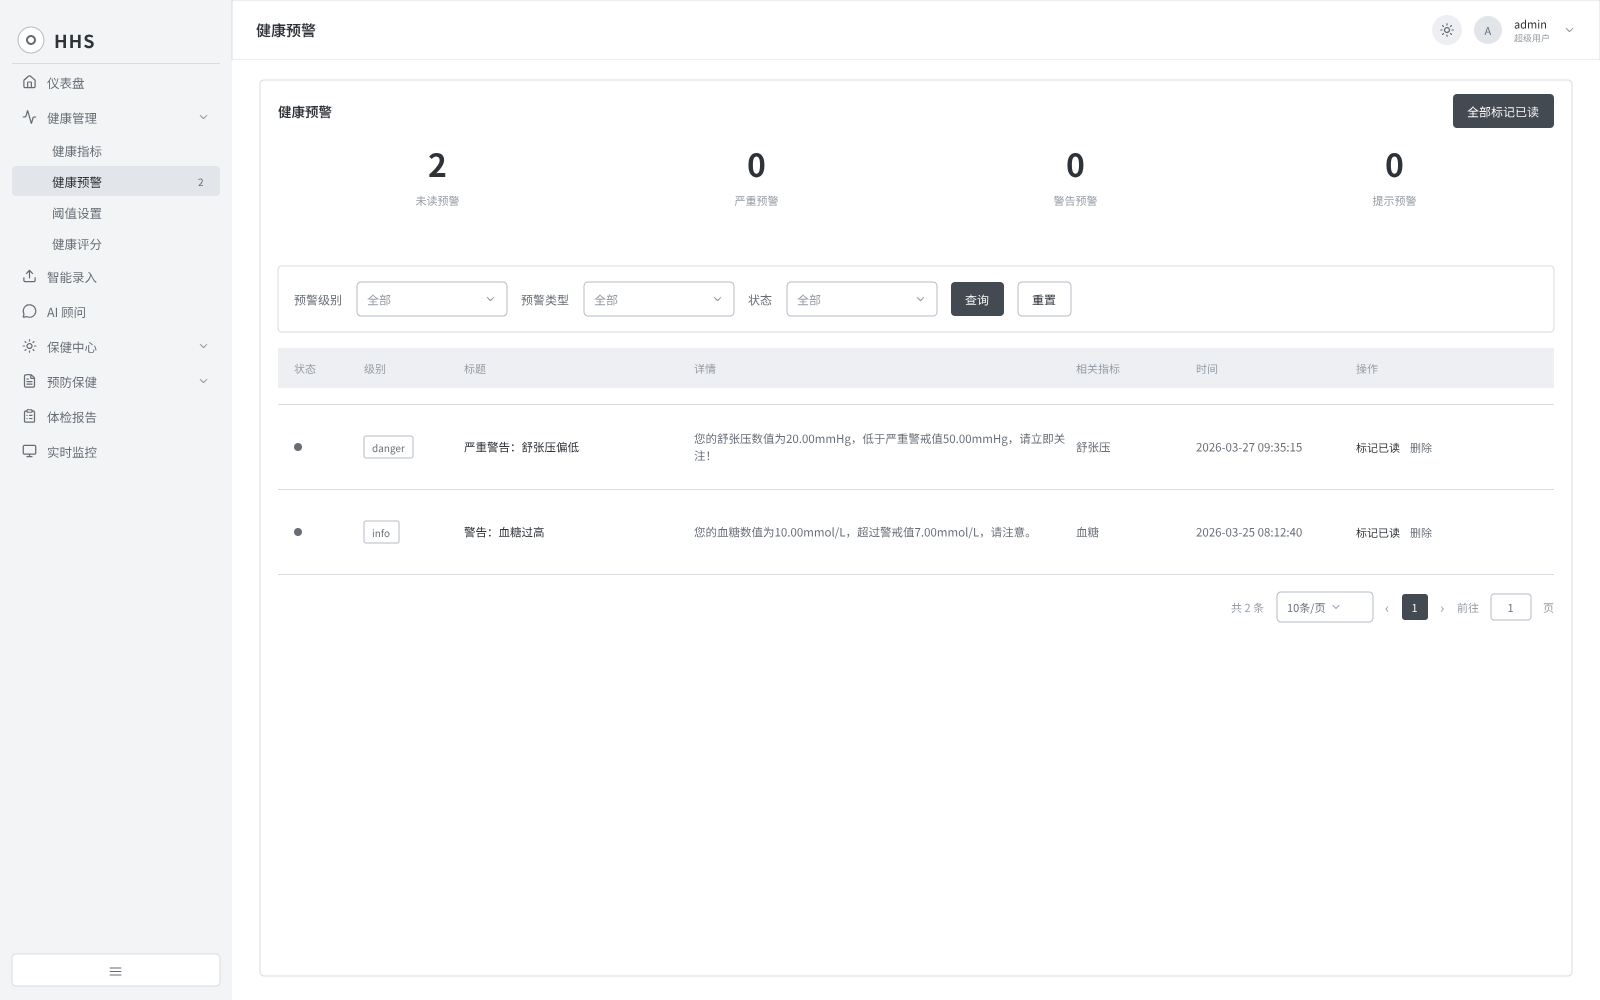 HHS
仪表盘
健康管理
健康指标
健康预警 2
阈值设置
健康评分
智能录入
AI 顾问
保健中心
预防保健
体检报告
实时监控
健康预警
A
admin
超级用户
健康预警
全部标记已读
2 0 0 0
未读预警 严重预警 警告预警 提示预警
预警级别 全部 预警类型 全部 状态 全部 查询 重置
状态 级别 标题 详情 相关指标 时间 操作
danger 严重警告：舒张压偏低 您的舒张压数值为20.00mmHg，低于严重警戒值50.00mmHg，请立即关 舒张压 2026-03-27 09:35:15 标记已读 删除
注！
info 警告：血糖过高 您的血糖数值为10.00mmol/L，超过警戒值7.00mmol/L，请注意。 血糖 2026-03-25 08:12:40 标记已读 删除
共 2 条 10条/页 ‹ 1 › 前往 1 页